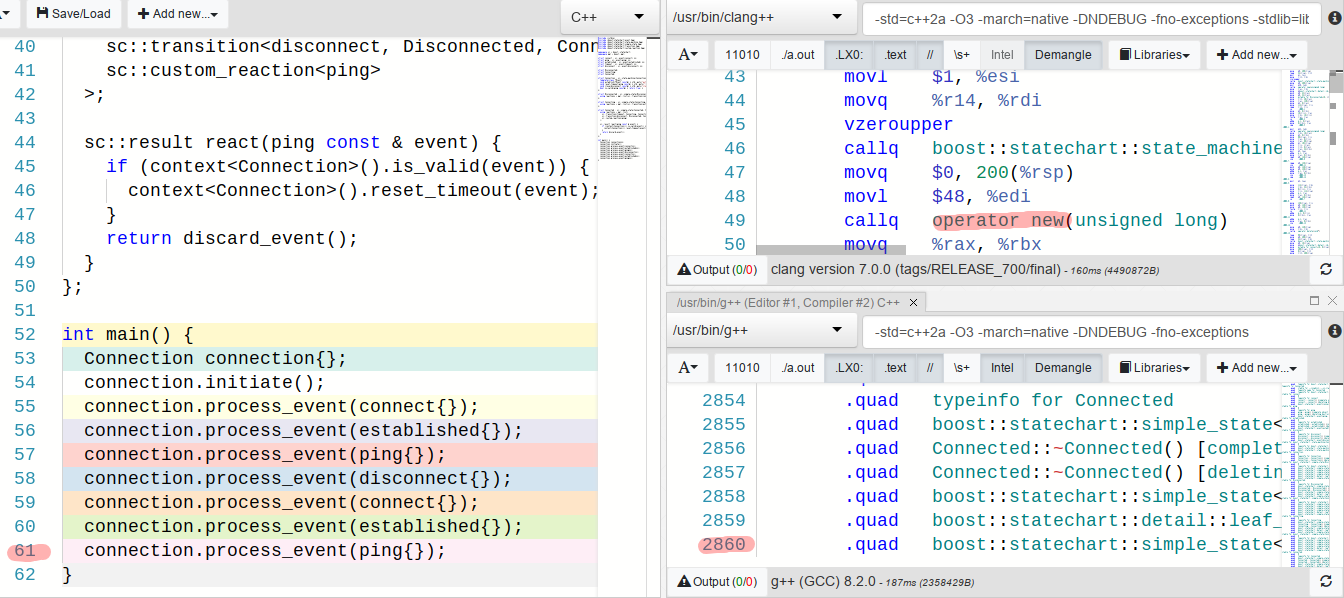 Save/Load
Add new...
C++
40 sc::transition<disconnect, Disconnected, Conn
41 sc::custom_reaction<ping>
42 >;
43
44 sc::result react(ping const & event) {
45 if (context<Connection>().is_valid(event)) {
46 context<Connection>().reset_timeout(event);
47 }
48 return discard_event();
49 }
50 };
51
52 int main() {
53 Connection connection{};
54 connection.initiate();
55 connection.process_event(connect{});
56 connection.process_event(established{});
57 connection.process_event(ping{});
58 connection.process_event(disconnect{});
59 connection.process_event(connect{});
60 connection.process_event(established{});
61 connection.process_event(ping{});
62 }
/usr/bin/clang++
-std=c++2a -O3 -march=native -DNDEBUG -fno-exceptions -stdlib=lib
A 11010 ./a.out .LX0: .text // \s+ Intel Demangle Libraries Add new...
43 movl $1, %esi
44 movq %r14, %rdi
45 vzeroupper
46 callq boost::statechart::state_machine
47 movq $0, 200(%rsp)
48 movl $48, %edi
49 callq operator new(unsigned long)
50 movq %rax, %rbx
Output (0/0) clang version 7.0.0 (tags/RELEASE_700/final) - 160ms (4490872B)
/usr/bin/g++ (Editor #1, Compiler #2) C++
/usr/bin/g++
-std=c++2a -O3 -march=native -DNDEBUG -fno-exceptions
A 11010 ./a.out .LX0: .text // \s+ Intel Demangle Libraries Add new...
2854 .quad typeinfo for Connected
2855 .quad boost::statechart::simple_state<
2856 .quad Connected::~Connected() [complet
2857 .quad Connected::~Connected() [deletin
2858 .quad boost::statechart::simple_state<
2859 .quad boost::statechart::detail::leaf_
2860 .quad boost::statechart::simple_state<
Output (0/0) g++ (GCC) 8.2.0 - 187ms (2358429B)